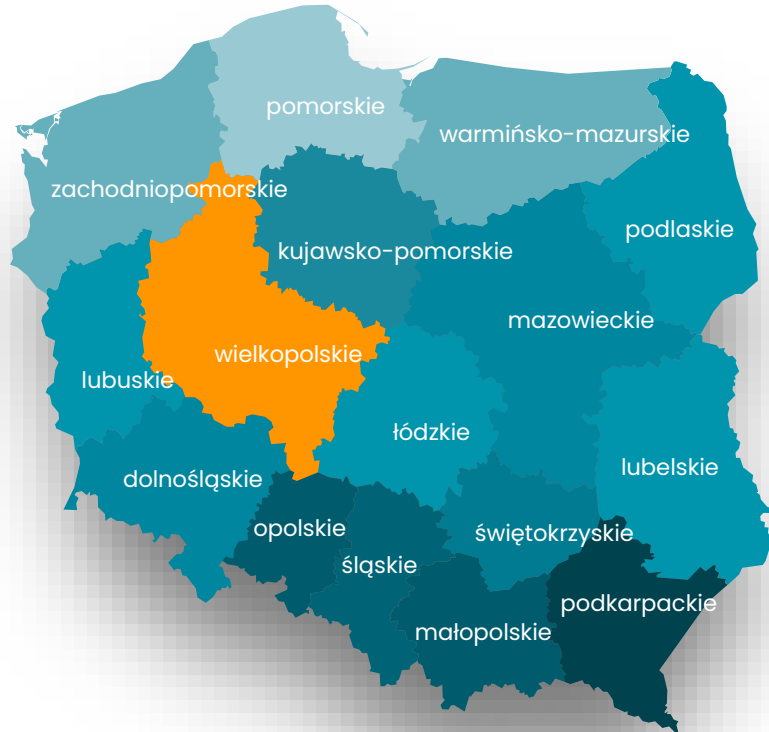 pomorskie
warmińsko-mazurskie
zachodniopomorskie
podlaskie
kujawsko-pomorskie
mazowieckie
wielkopolskie
lubuskie
łódzkie
lubelskie
dolnośląskie
opolskie
świętokrzyskie
śląskie
podkarpackie
małopolskie